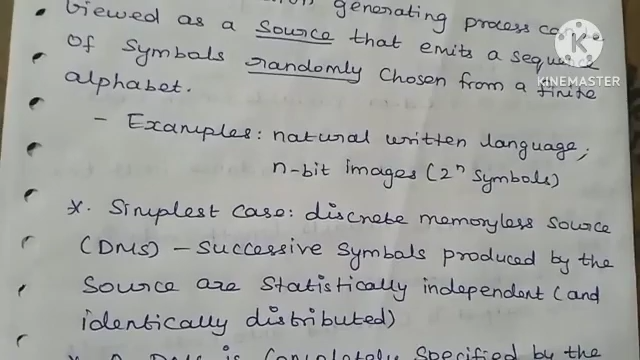 generating process can be
viewed as a source that emits a sequence
of symbols randomly chosen from a finite
alphabet.
- Examples: natural written language,
n-bit images (2ⁿ symbols)
*. Simplest case: discrete memoryless source
(DMS) - successive symbols produced by the
source are statistically independent (and
identically distributed)
* A DMS is completely specified by the
K
KINEMASTER